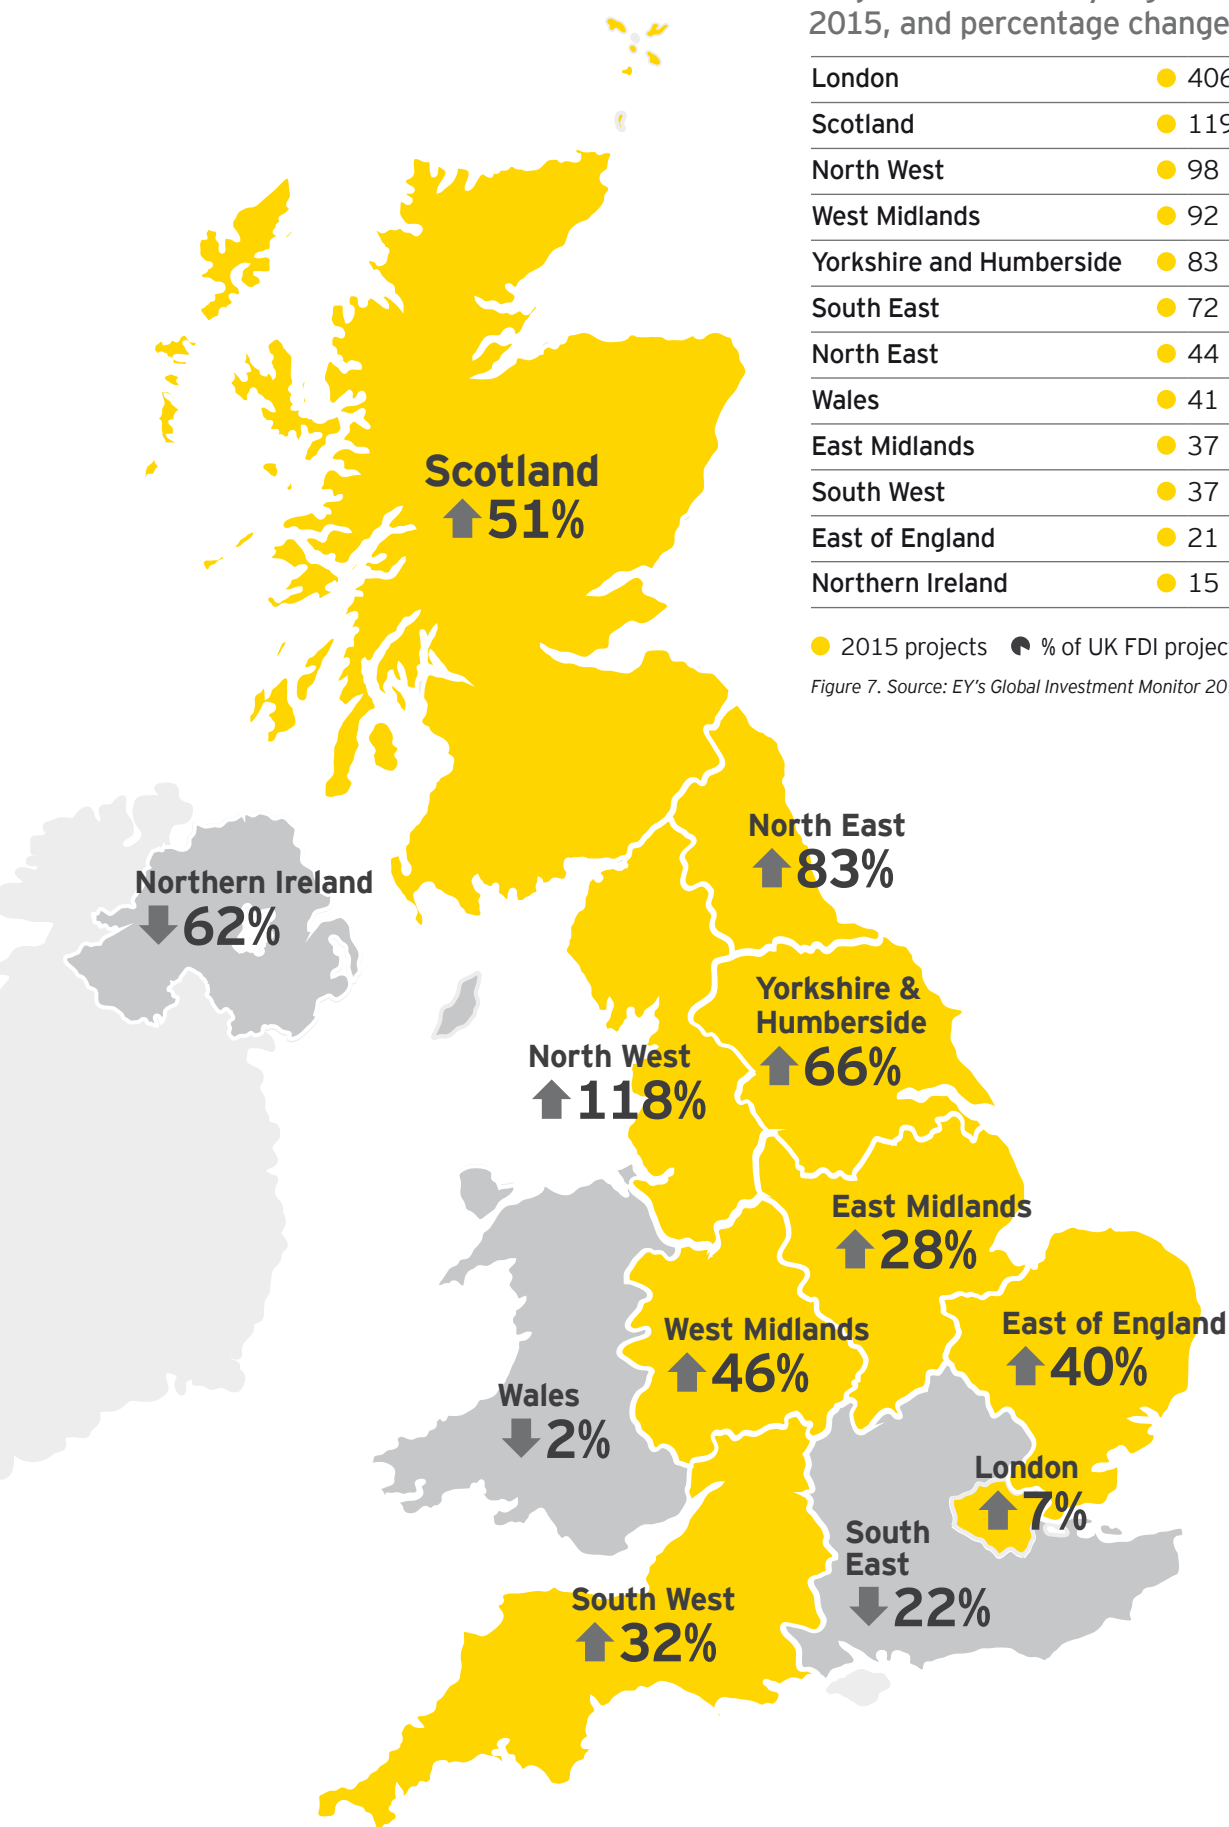 2015, and percentage change
London 406
Scotland 119
North West 98
West Midlands 92
Yorkshire and Humberside 83
South East 72
North East 44
Wales 41
East Midlands 37
South West 37
East of England 21
Northern Ireland 15
2015 projects % of UK FDI projec
Figure 7. Source: EY's Global Investment Monitor 20
Scotland
51%
North East
83%
Northern Ireland
62%
Yorkshire &
Humberside
66%
North West
118%
East Midlands
28%
East of England
40%
West Midlands
46%
Wales
2%
London
7%
South
East
22%
South West
32%